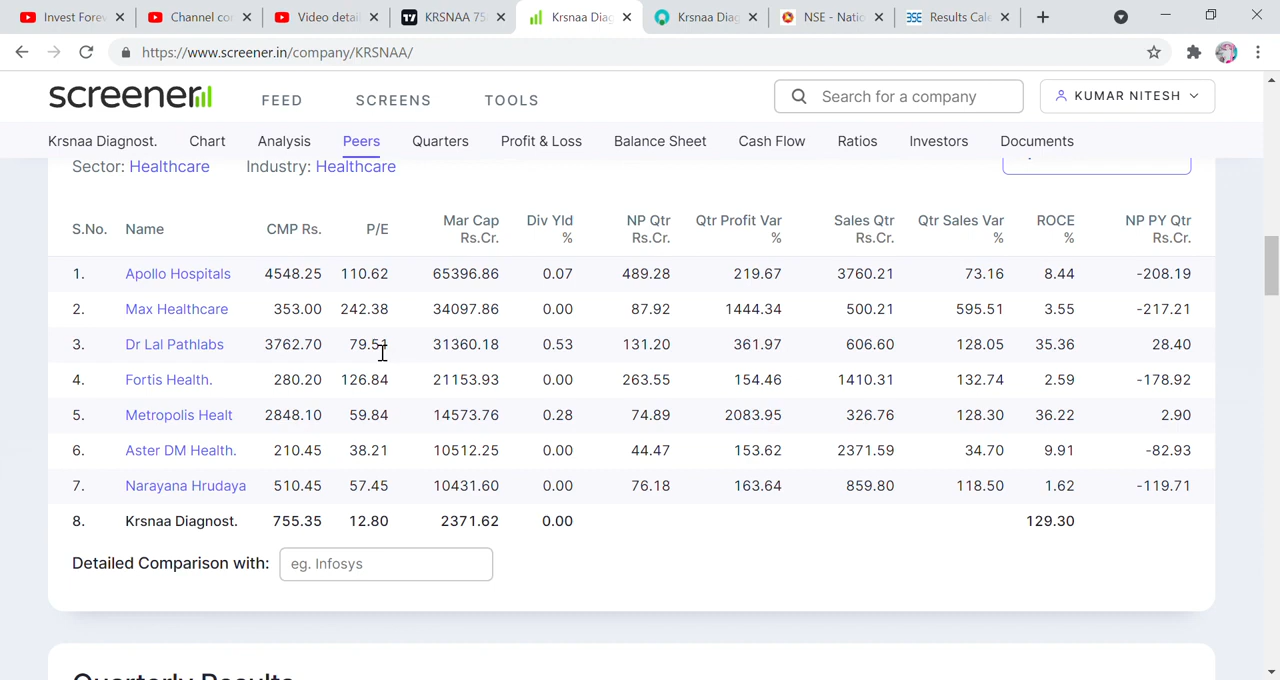 Invest Forev
Channel co
Video detai
KRSNAA 75
Krsnaa Diag
Krsnaa Diag
NSE - Natio
BSE Results Cale
https://www.screener.in/company/KRSNAA/
screener
FEED SCREENS TOOLS
Search for a company
KUMAR NITESH
Krsnaa Diagnost. Chart Analysis Peers Quarters Profit & Loss Balance Sheet Cash Flow Ratios Investors Documents
Sector: Healthcare Industry: Healthcare
S.No. Name CMP Rs. P/E Mar Cap Rs.Cr. Div Yld % NP Qtr Rs.Cr. Qtr Profit Var % Sales Qtr Rs.Cr. Qtr Sales Var % ROCE % NP PY Qtr Rs.Cr.
1. Apollo Hospitals 4548.25 110.62 65396.86 0.07 489.28 219.67 3760.21 73.16 8.44 -208.19
2. Max Healthcare 353.00 242.38 34097.86 0.00 87.92 1444.34 500.21 595.51 3.55 -217.21
3. Dr Lal Pathlabs 3762.70 79.51 31360.18 0.53 131.20 361.97 606.60 128.05 35.36 28.40
4. Fortis Health. 280.20 126.84 21153.93 0.00 263.55 154.46 1410.31 132.74 2.59 -178.92
5. Metropolis Healt 2848.10 59.84 14573.76 0.28 74.89 2083.95 326.76 128.30 36.22 2.90
6. Aster DM Health. 210.45 38.21 10512.25 0.00 44.47 153.62 2371.59 34.70 9.91 -82.93
7. Narayana Hrudaya 510.45 57.45 10431.60 0.00 76.18 163.64 859.80 118.50 1.62 -119.71
8. Krsnaa Diagnost. 755.35 12.80 2371.62 0.00 129.30
Detailed Comparison with: eg. Infosys
Quarterly Results